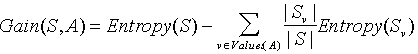 Gain(S, A) = Entropy(S) − ∑_{v∈Values(A)} |S_v| / |S| Entropy(S_v)